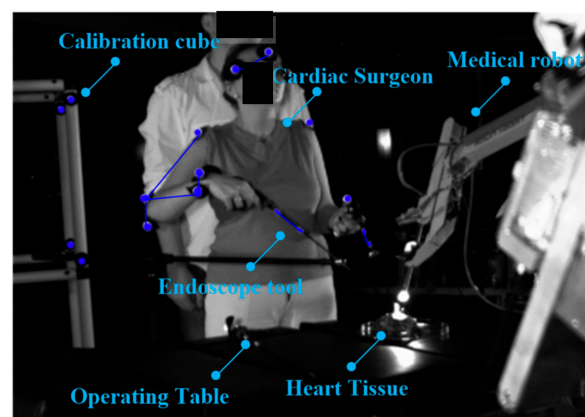 Calibration cube
Medical robot
Cardiac Surgeon
Endoscope tool
Operating Table
Heart Tissue